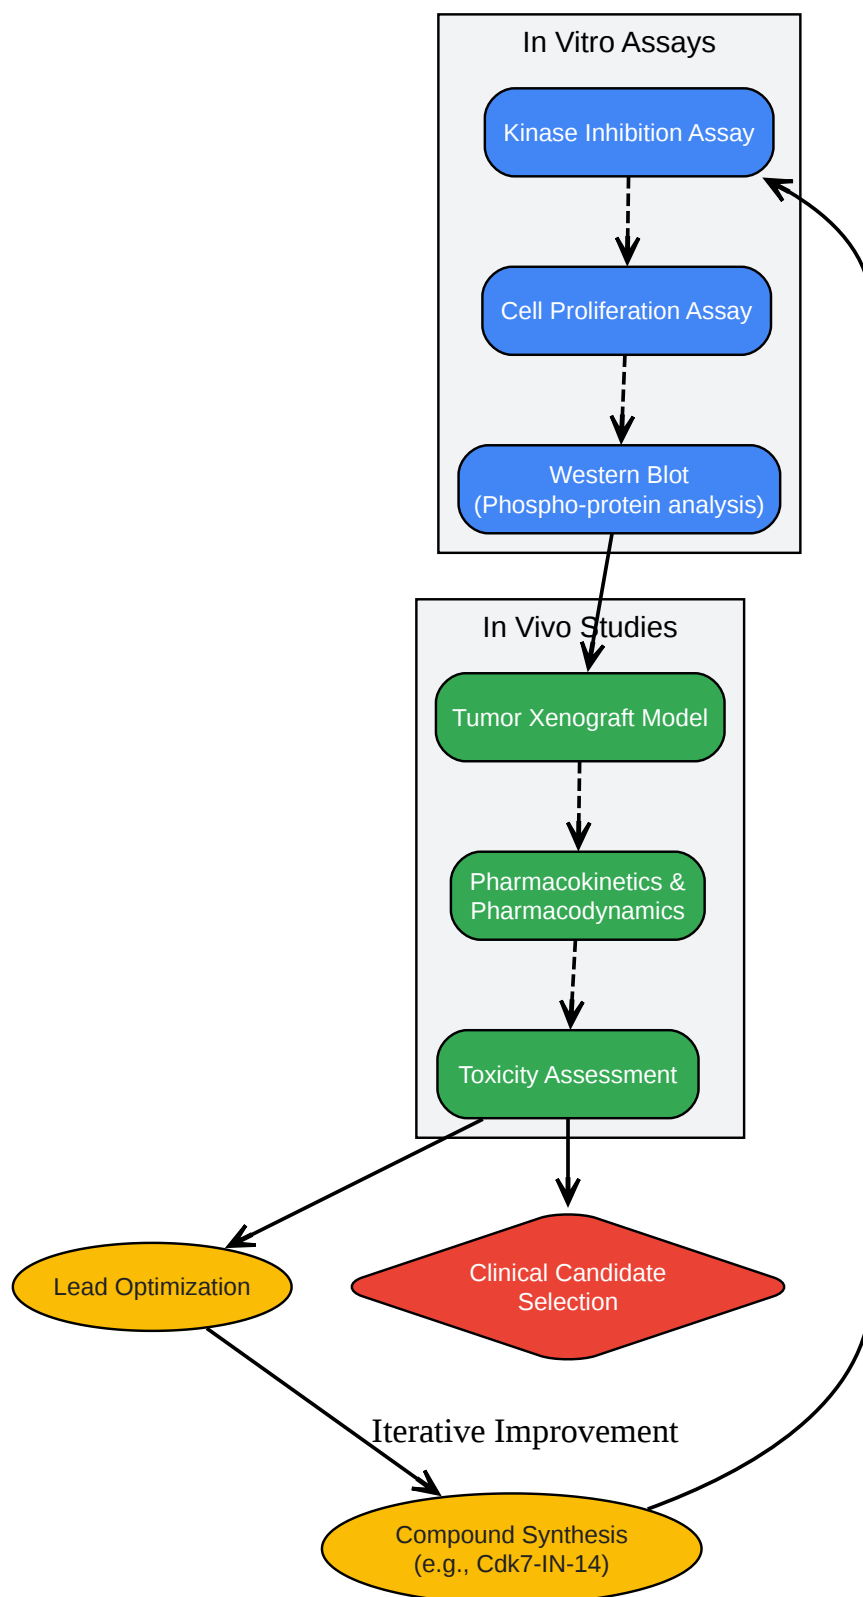 In Vitro Assays
Kinase Inhibition Assay
Cell Proliferation Assay
Western Blot
(Phospho-protein analysis)
In Vivo Studies
Tumor Xenograft Model
Pharmacokinetics &
Pharmacodynamics
Toxicity Assessment
Lead Optimization
Clinical Candidate
Selection
Iterative Improvement
Compound Synthesis
(e.g., Cdk7-IN-14)